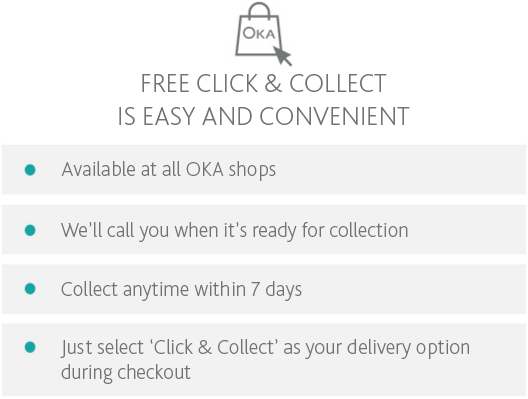 OKA
FREE CLICK & COLLECT
IS EASY AND CONVENIENT
Available at all OKA shops
We’ll call you when it’s ready for collection
Collect anytime within 7 days
Just select ‘Click & Collect’ as your delivery option
during checkout